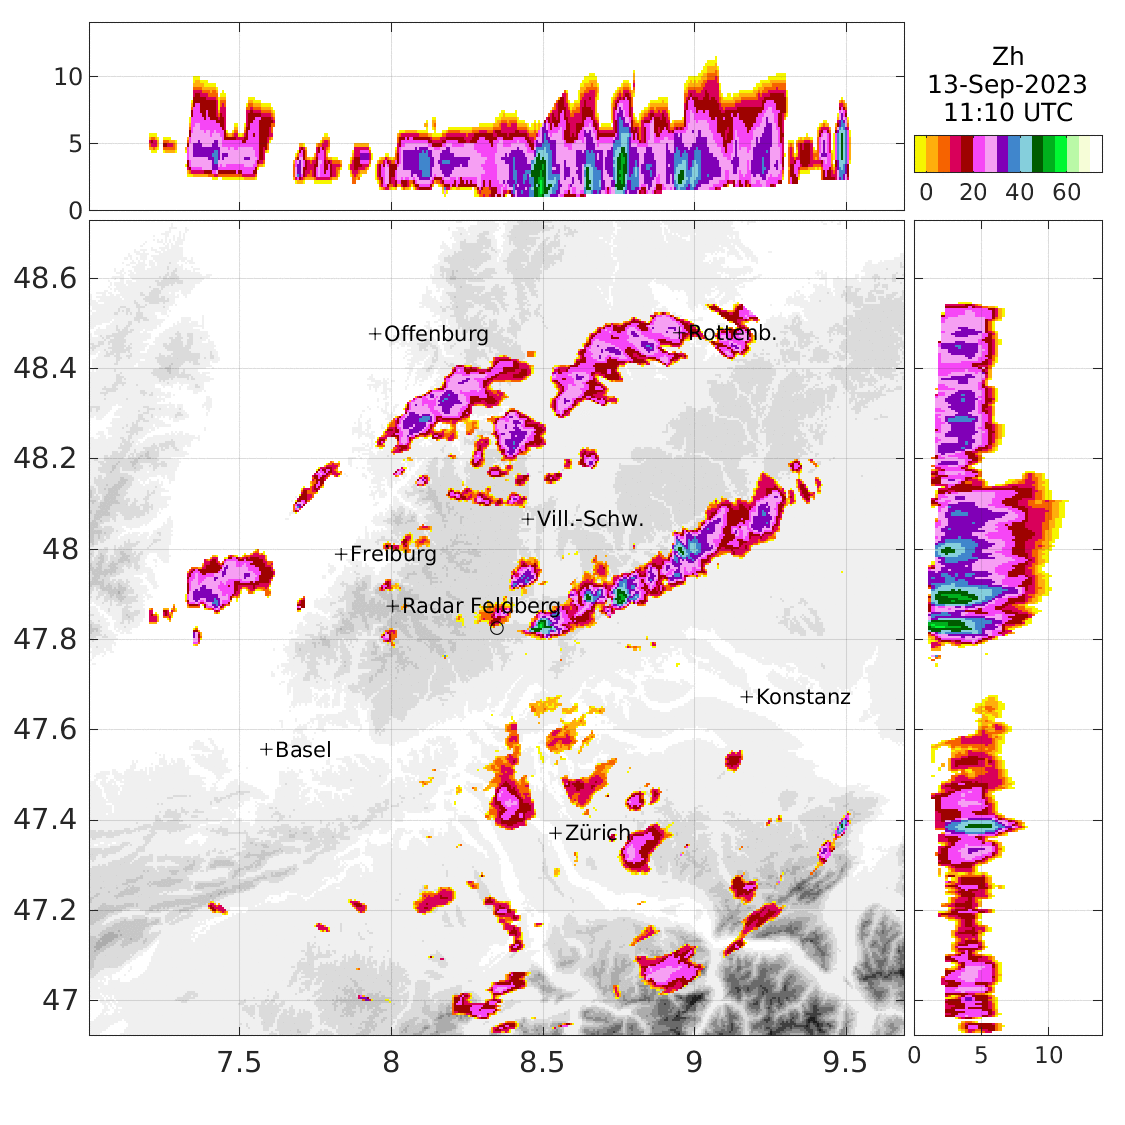 10
5
0
Zh
13-Sep-2023
11:10 UTC
0 20 40 60
48.6
48.4
48.2
48
47.8
47.6
47.4
47.2
47
Offenburg
Rottenb.
Vill.-Schw.
Freiburg
Radar Feldberg
Konstanz
Basel
Zürich
7.5 8 8.5 9 9.5
0 5 10